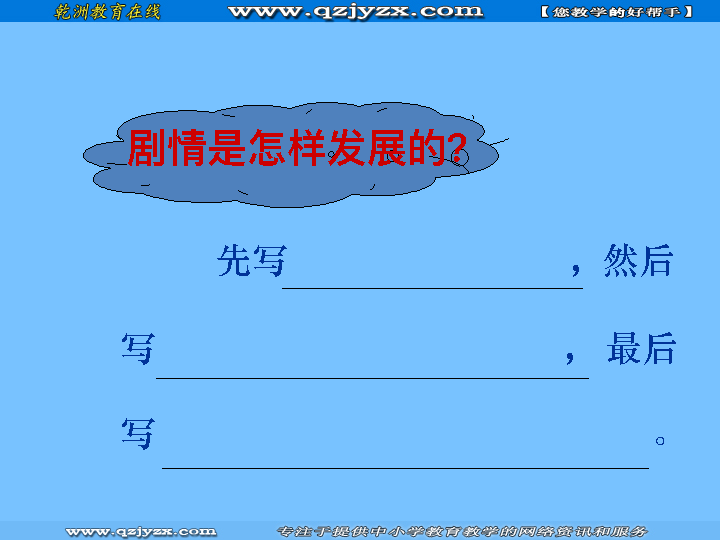 乾洲教育在线 www.qzjyzx.com 【您教学的好帮手】
剧情是怎样发展的?
先写 ，然后
写 ， 最后
写 。
www.qzjyzx.com 专注于提供中小学教育教学的网络资讯和服务